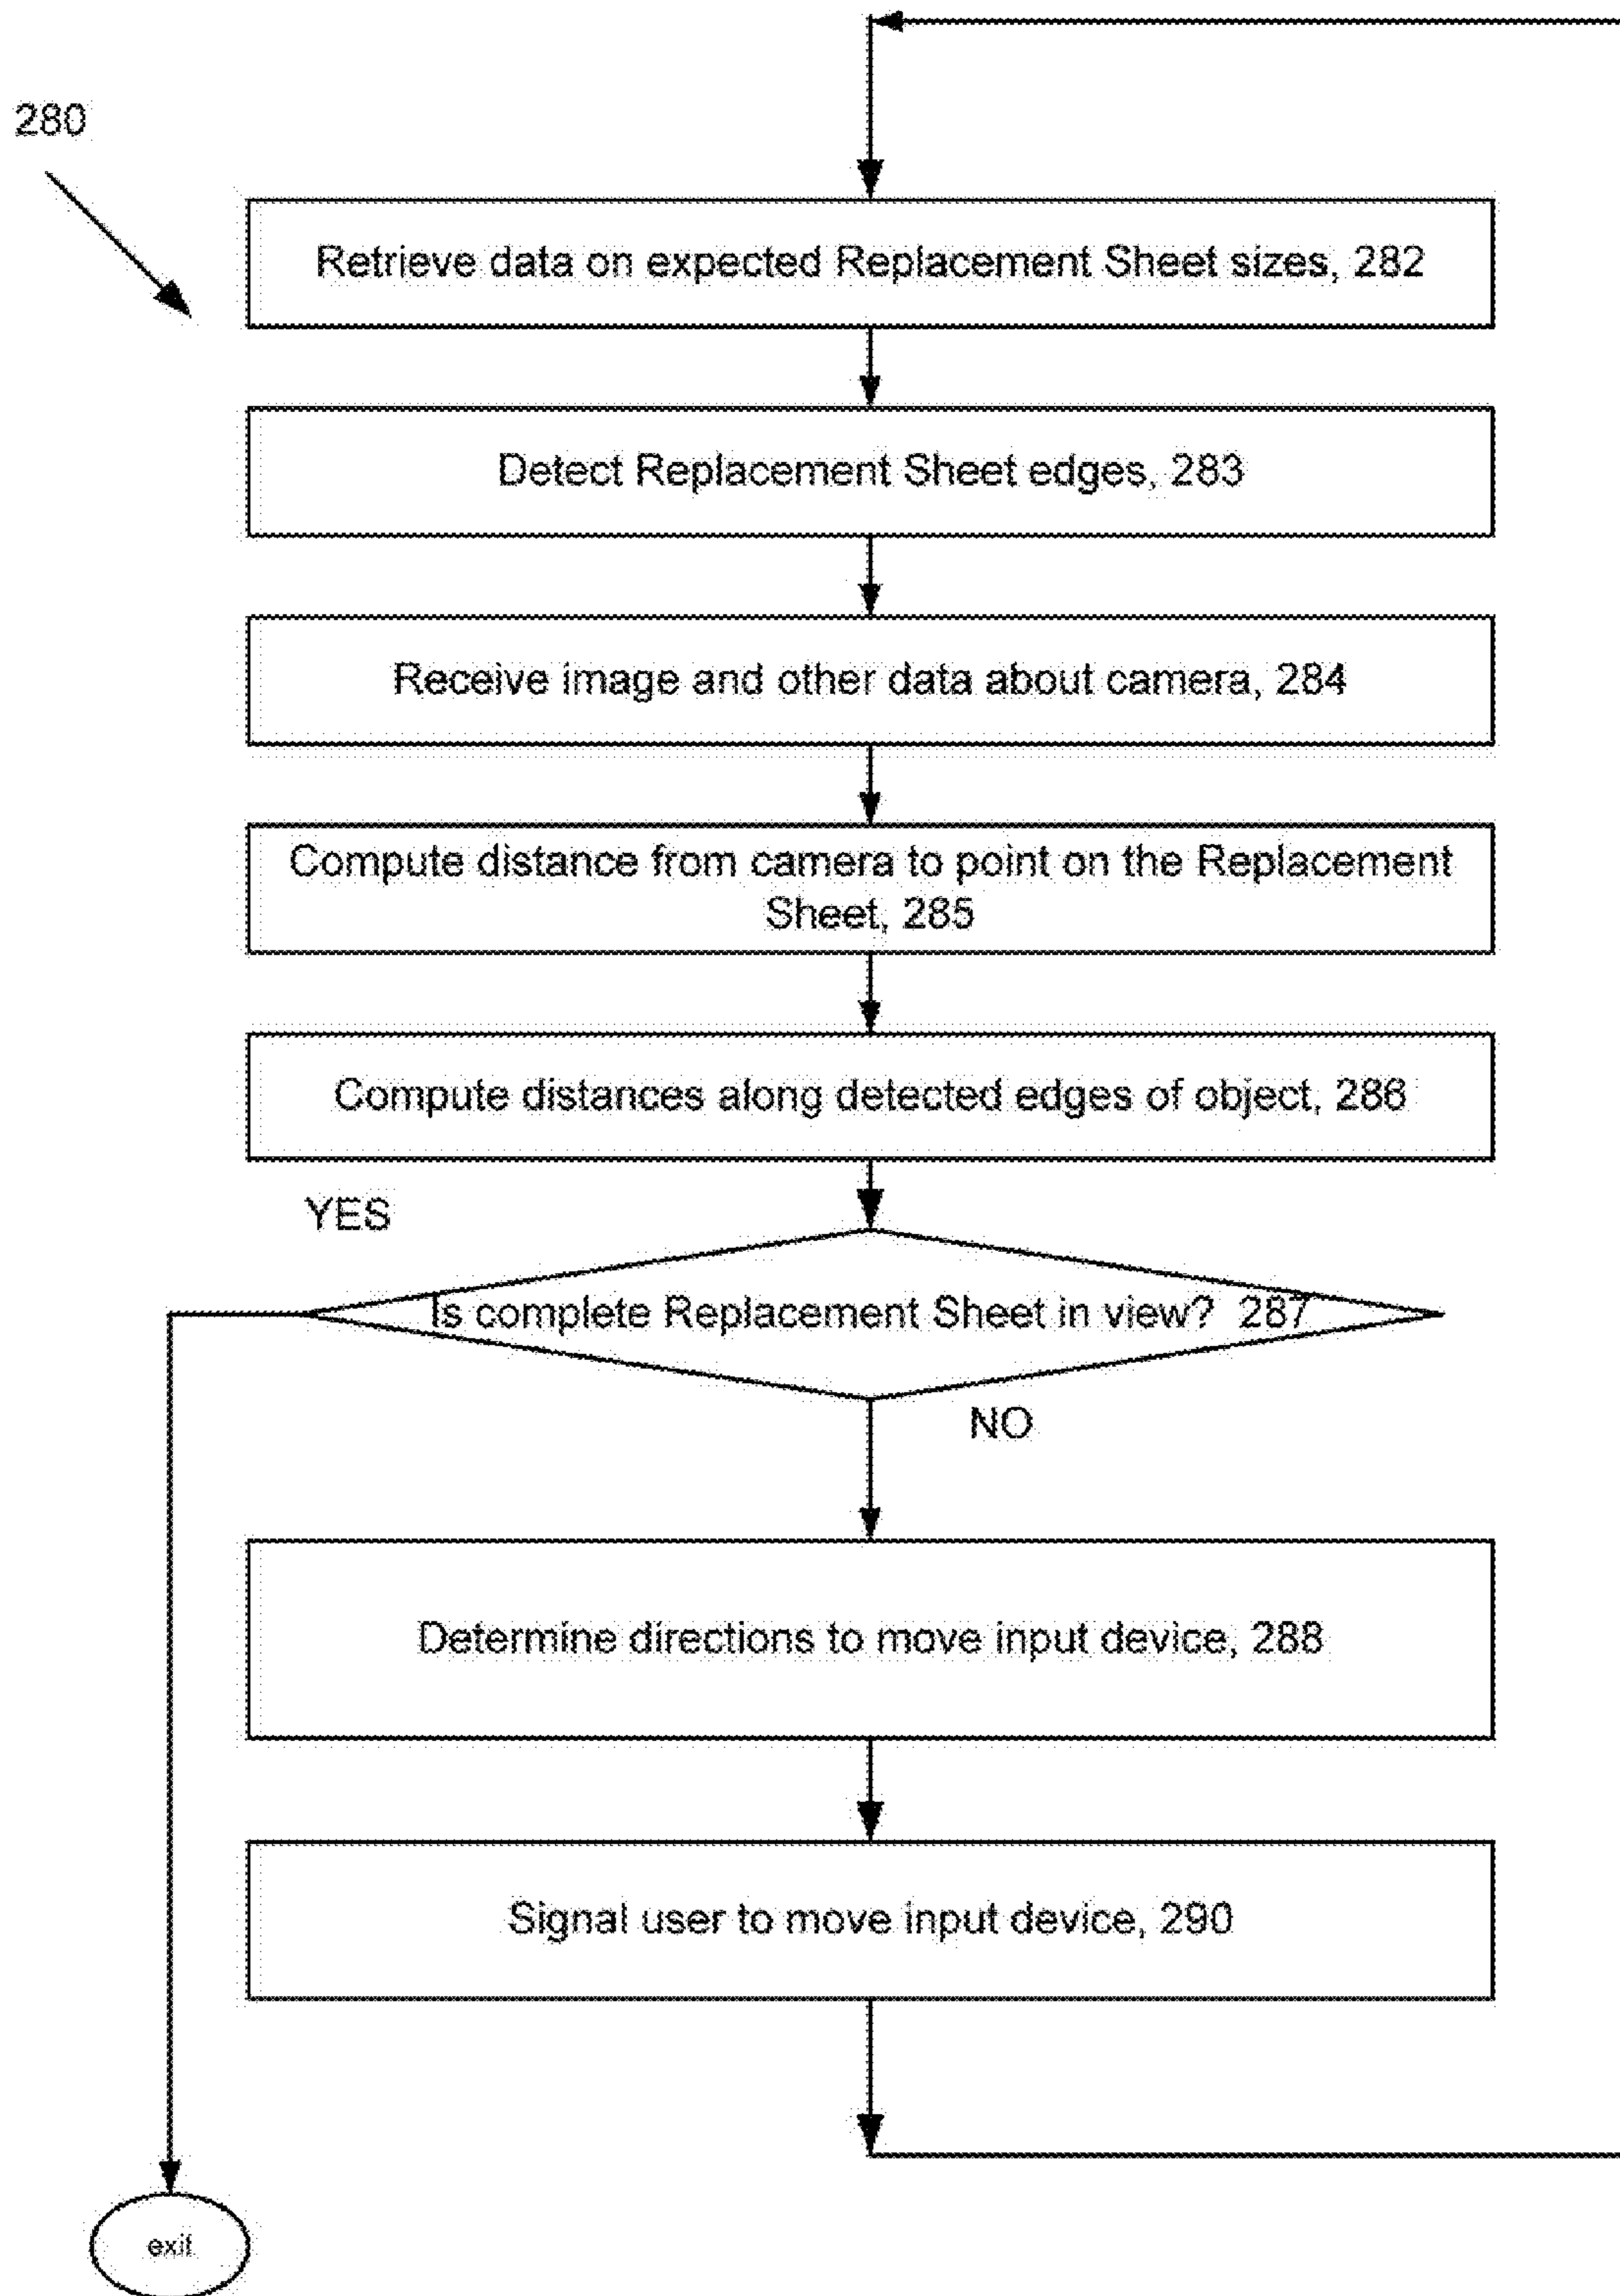 280
Retrieve data on expected Replacement Sheet sizes, 282
Detect Replacement Sheet edges, 283
Receive image and other data about camera, 284
Compute distance from camera to point on the Replacement
Sheet, 285
Compute distances along detected edges of object, 286
YES
Is complete Replacement Sheet in view? 287
NO
Determine directions to move input device, 288
Signal user to move input device, 290
exit